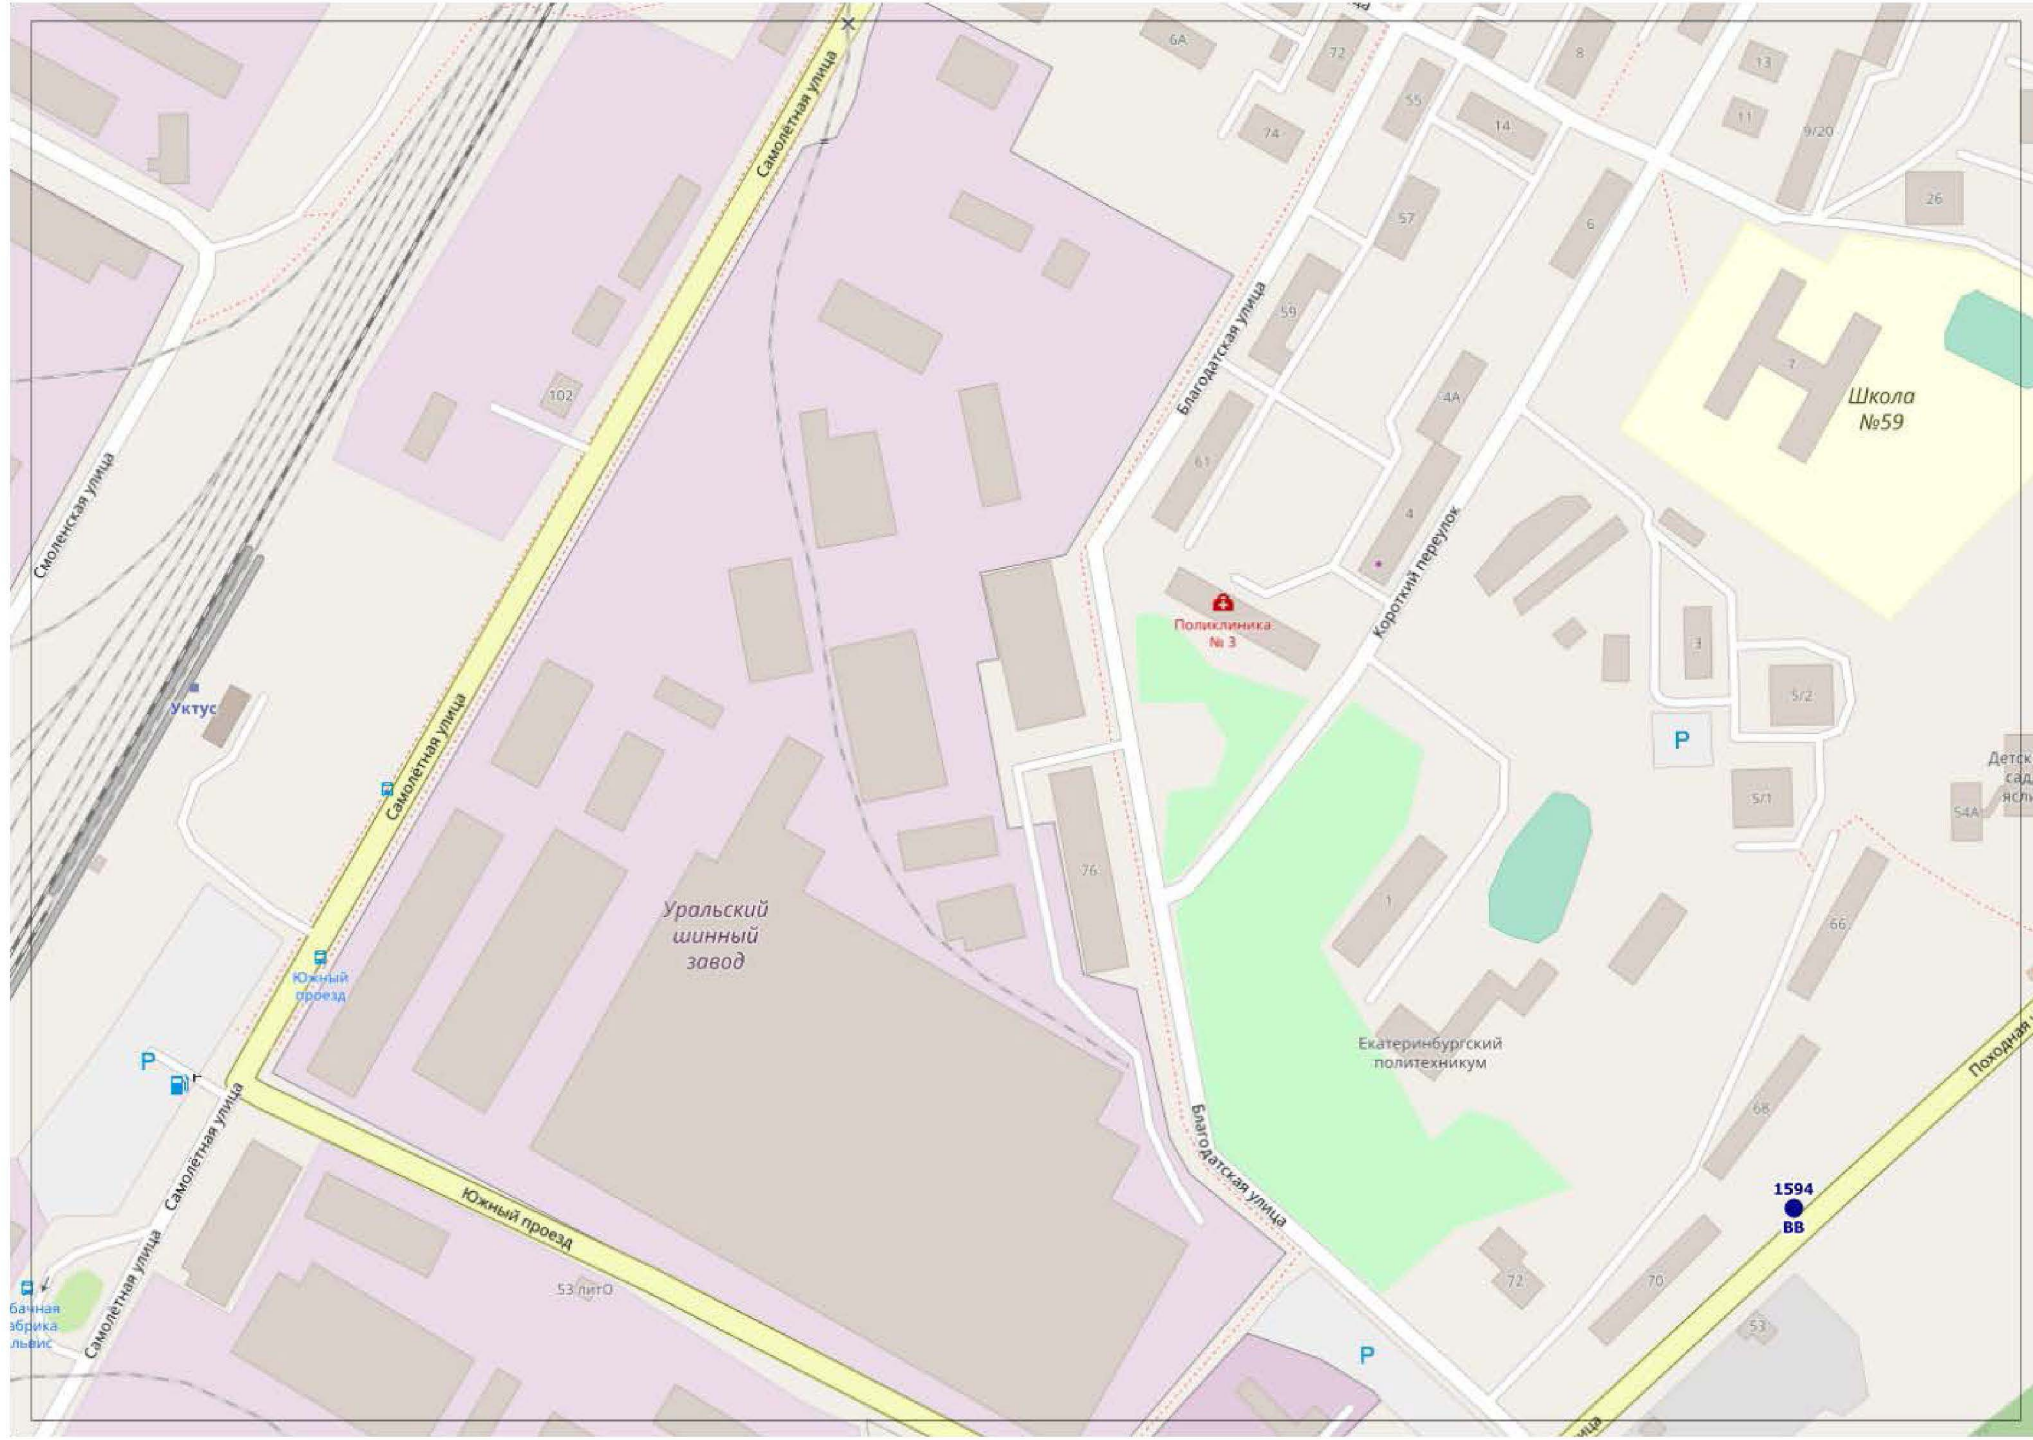 6А
72
8
13
55
11
74
14
9/20
Самолётная улица
26
57
6
59
Благодатская улица
7
102
4А
Школа
№59
61
4
Смоленская улица
Короткий переулок
Поликлиника
№ 3
3
5/2
Уктус
P
Самолётная улица
5/1
54А
76
1
66
Уральский
шинный
завод
Южный
проезд
Екатеринбургский
политехникум
Походная
P
68
Самолётная улица
Благодатская улица
1594
ВВ
Южный проезд
72
70
53 литО
Самолётная улица
53
P